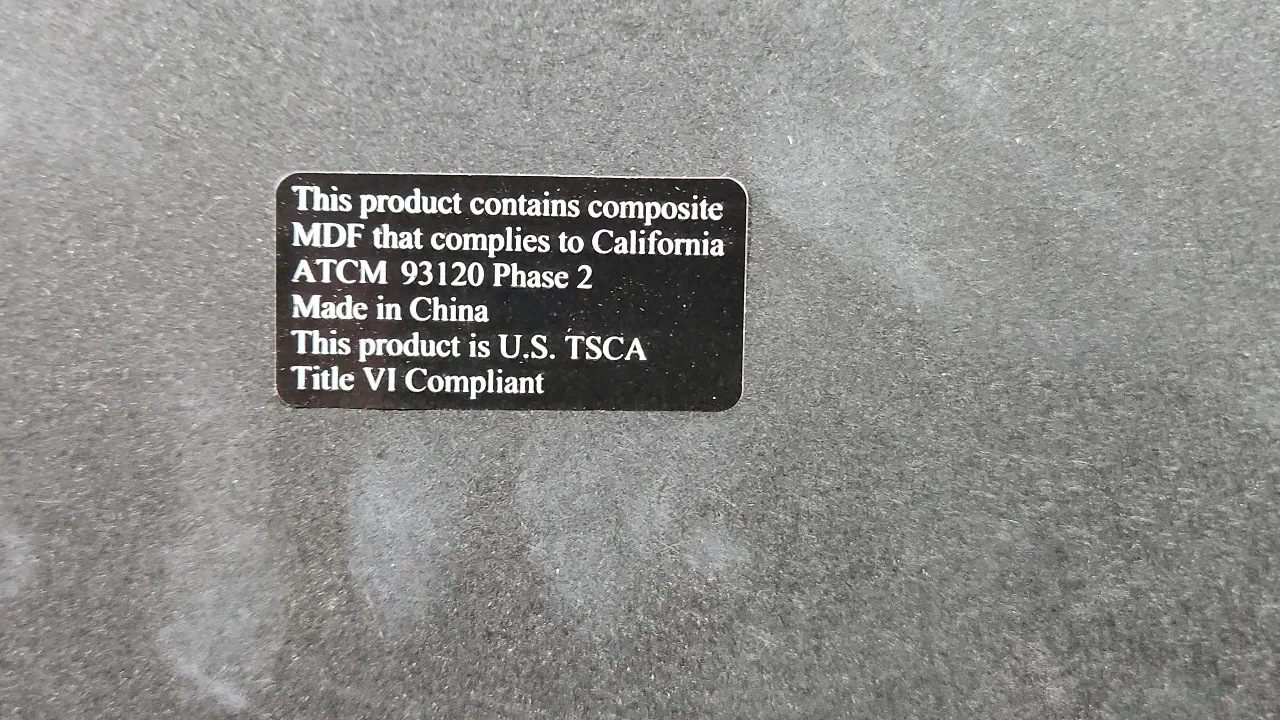 This product contains composite
MDF that complies to California
ATCM 93120 Phase 2
Made in China
This product is U.S. TSCA
Title VI Compliant